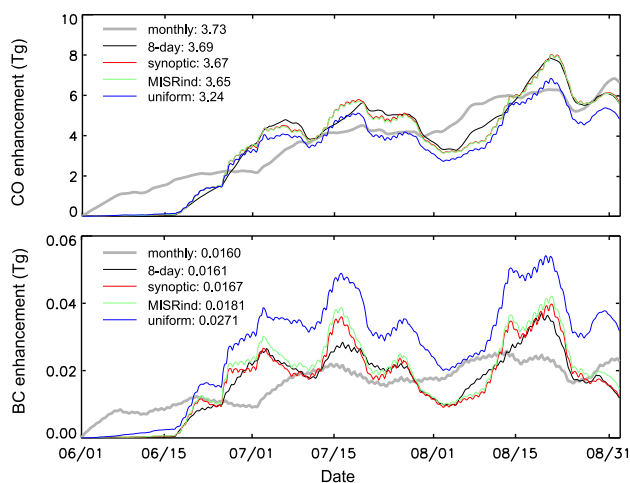 CO enhancement (Tg)
10
8
6
4
2
0
monthly: 3.73
8-day: 3.69
synoptic: 3.67
MISRind: 3.65
uniform: 3.24
BC enhancement (Tg)
0.06
0.04
0.02
0.00
monthly: 0.0160
8-day: 0.0161
synoptic: 0.0167
MISRind: 0.0181
uniform: 0.0271
06/01 06/15 07/01 07/15 08/01 08/15 08/31
Date